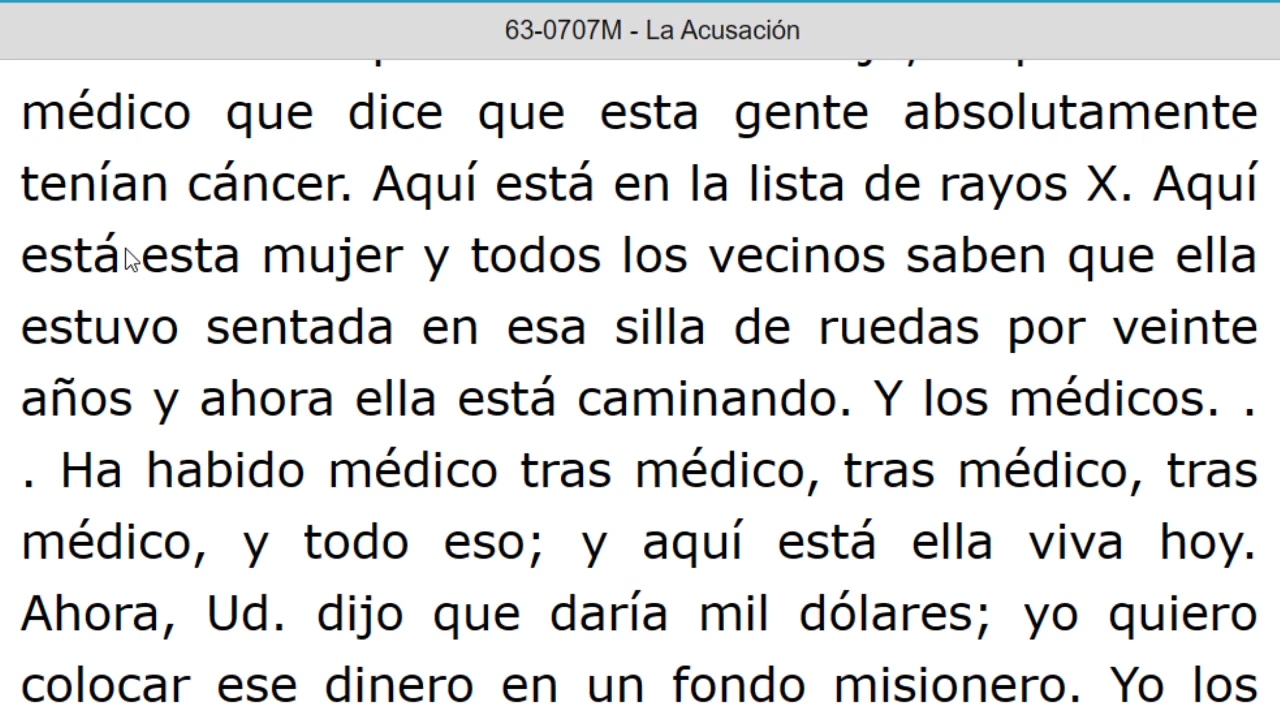 63-0707M - La Acusación
médico que dice que esta gente absolutamente
tenían cáncer. Aquí está en la lista de rayos X. Aquí
está esta mujer y todos los vecinos saben que ella
estuvo sentada en esa silla de ruedas por veinte
años y ahora ella está caminando. Y los médicos. .
. Ha habido médico tras médico, tras médico, tras
médico, y todo eso; y aquí está ella viva hoy.
Ahora, Ud. dijo que daría mil dólares; yo quiero
colocar ese dinero en un fondo misionero. Yo los